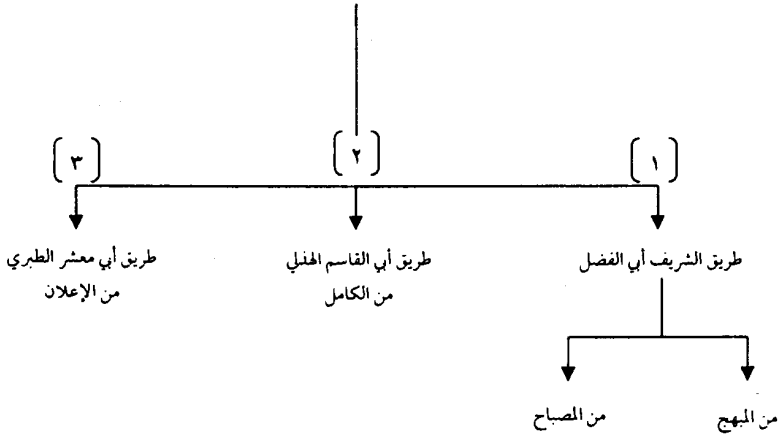 (١)
(٢)
(٣)
طريق الشريف أبي الفضل
طريق أبي القاسم الهذلي
من الكامل
طريق أبي معشر الطبري
من الإعلان
من المبهج
من المصباح